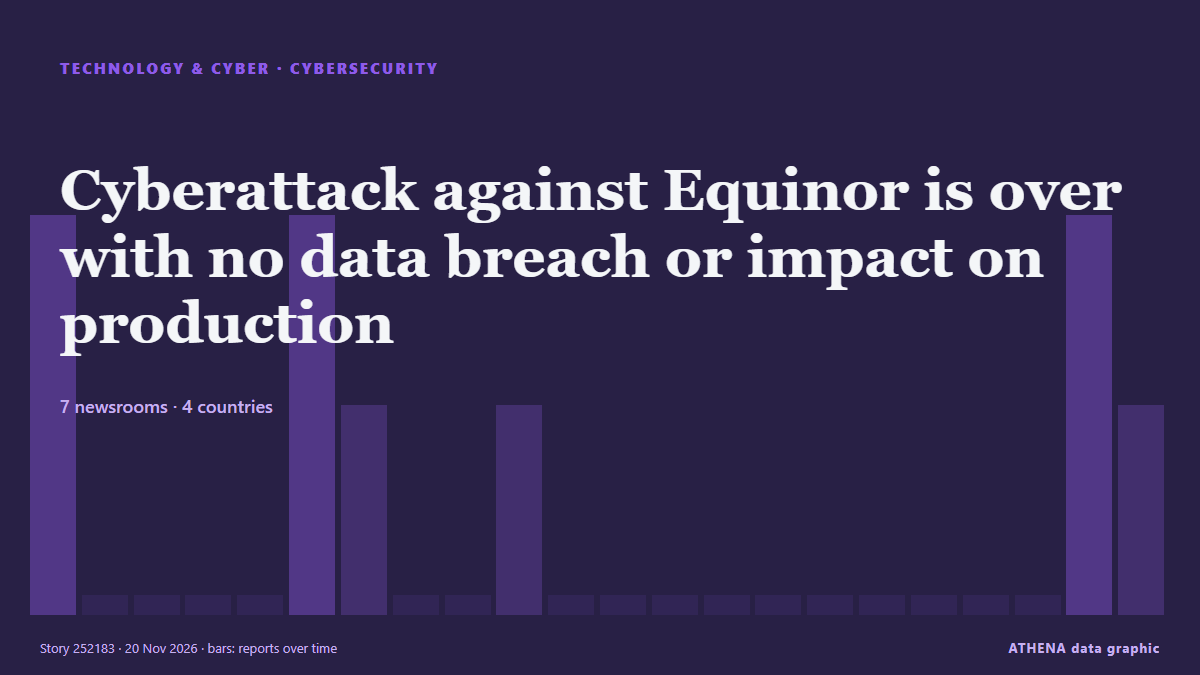 TECHNOLOGY & CYBER · CYBERSECURITY
Cyberattack against Equinor is over
with no data breach or impact on
production
7 newsrooms · 4 countries
Story 252183 · 20 Nov 2026 · bars: reports over time
ATHENA data graphic